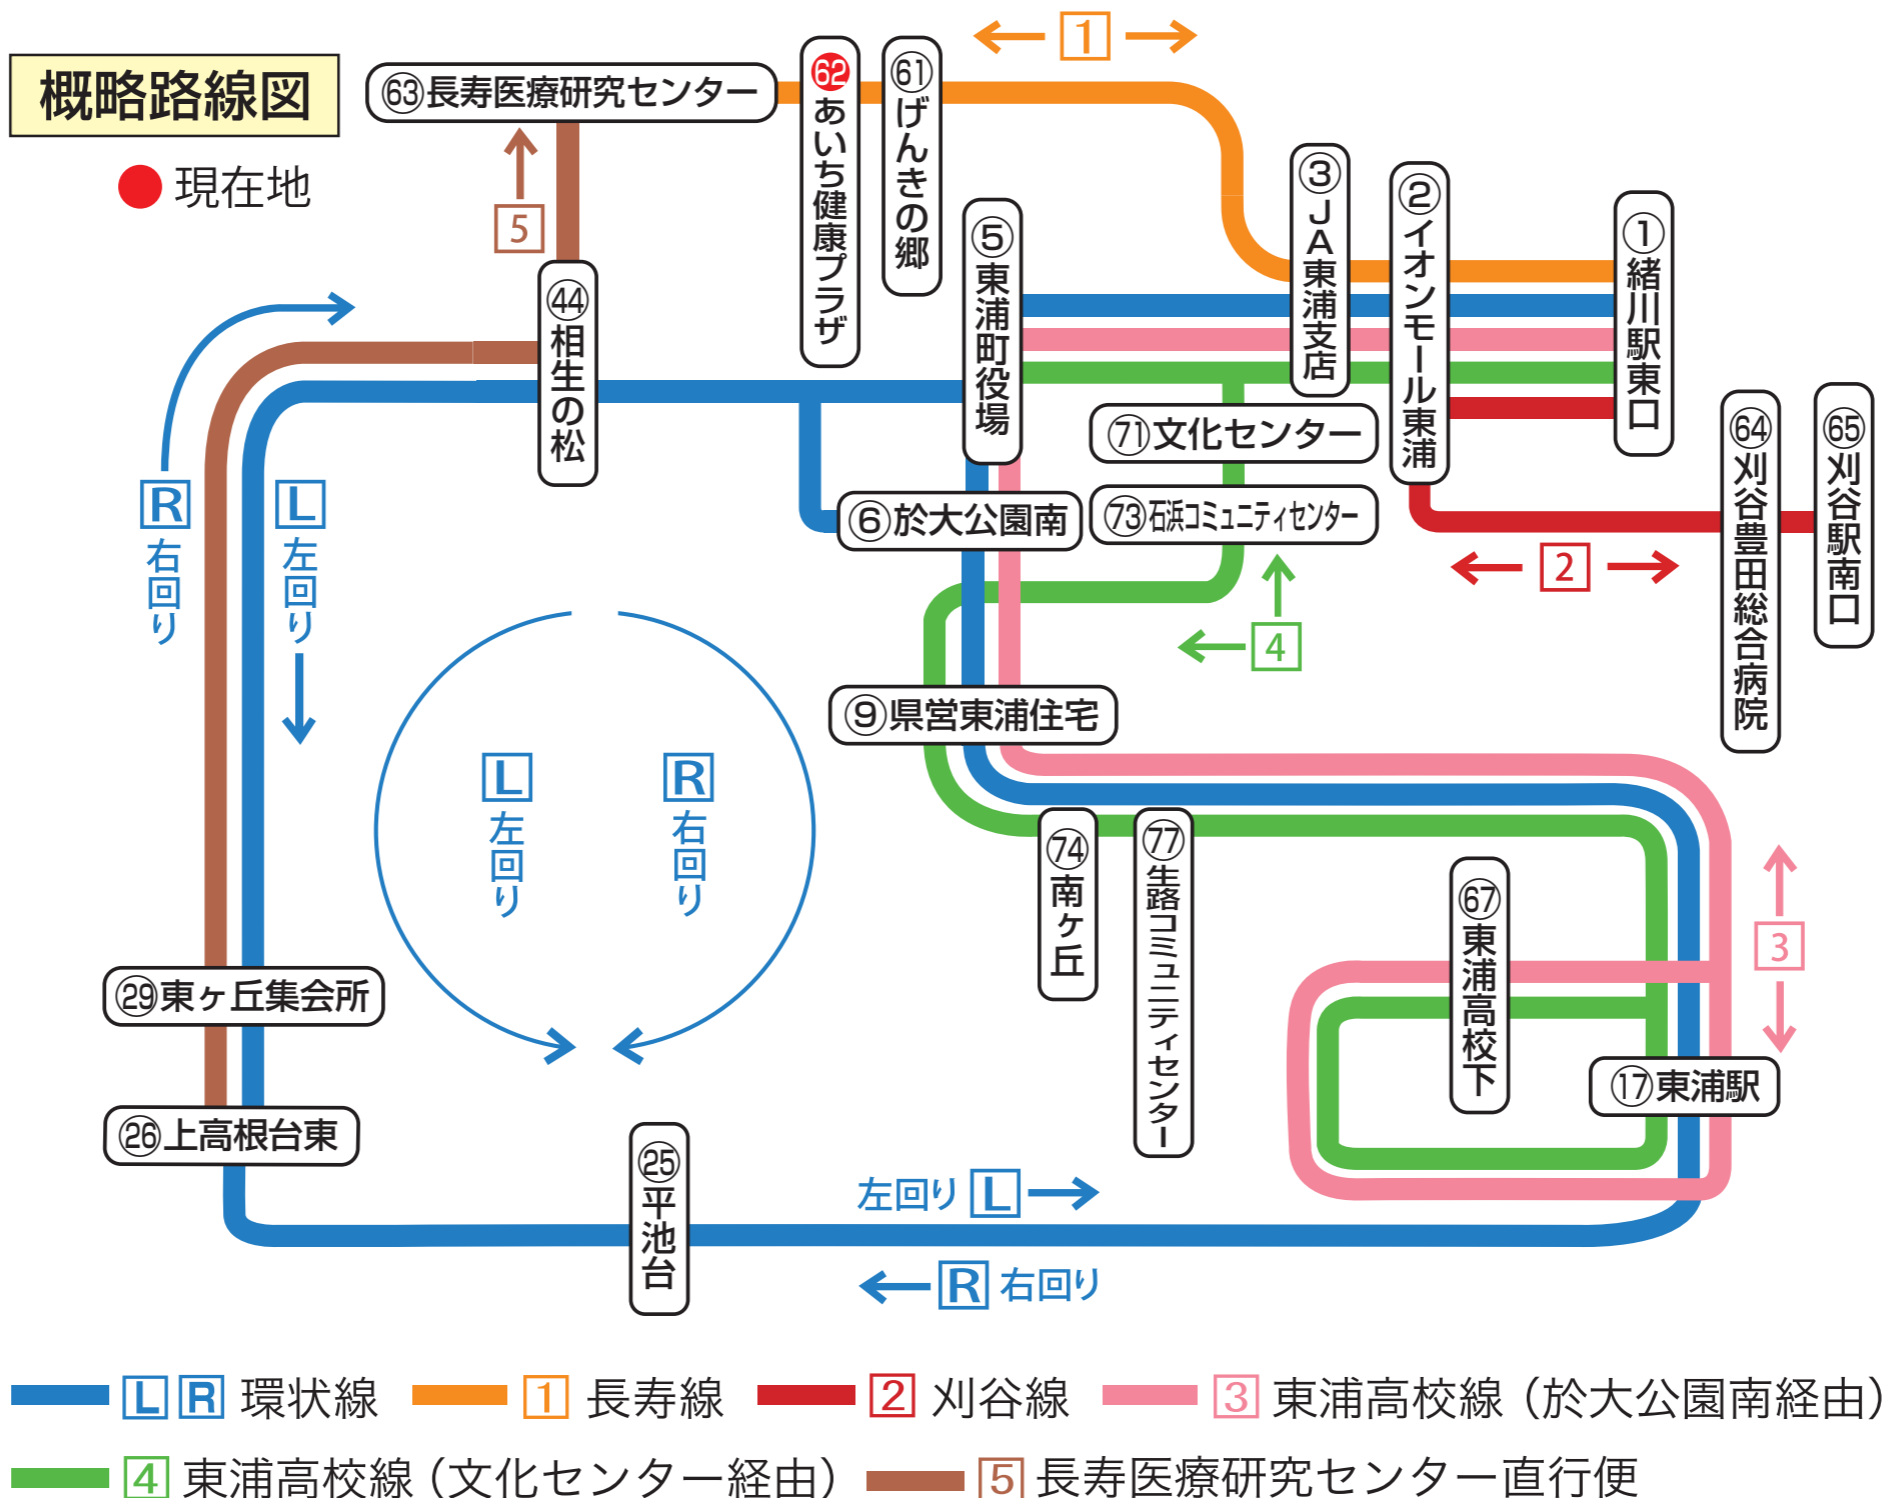 概略路線図
現在地
1
㊿63長寿医療研究センター
62あいち健康プラザ
61げんきの郷
③JA東浦支店
②イオンモール東浦
①緒川駅東口
⑤東浦町役場
5
㊹相生の松
71文化センター
73石浜コミュニティセンター
⑥於大公園南
64刈谷豊田総合病院
65刈谷駅南口
2
R右回り
L左回り
4
⑨県営東浦住宅
L左回り
R右回り
74南ヶ丘
77生路コミュニティセンター
67東浦高校下
3
㉙東ヶ丘集会所
⑰東浦駅
㉖上高根台東
㉕平池台
左回りL
R右回り
L R 環状線 1 長寿線 2 刈谷線 3 東浦高校線（於大公園南経由）
4 東浦高校線（文化センター経由） 5 長寿医療研究センター直行便